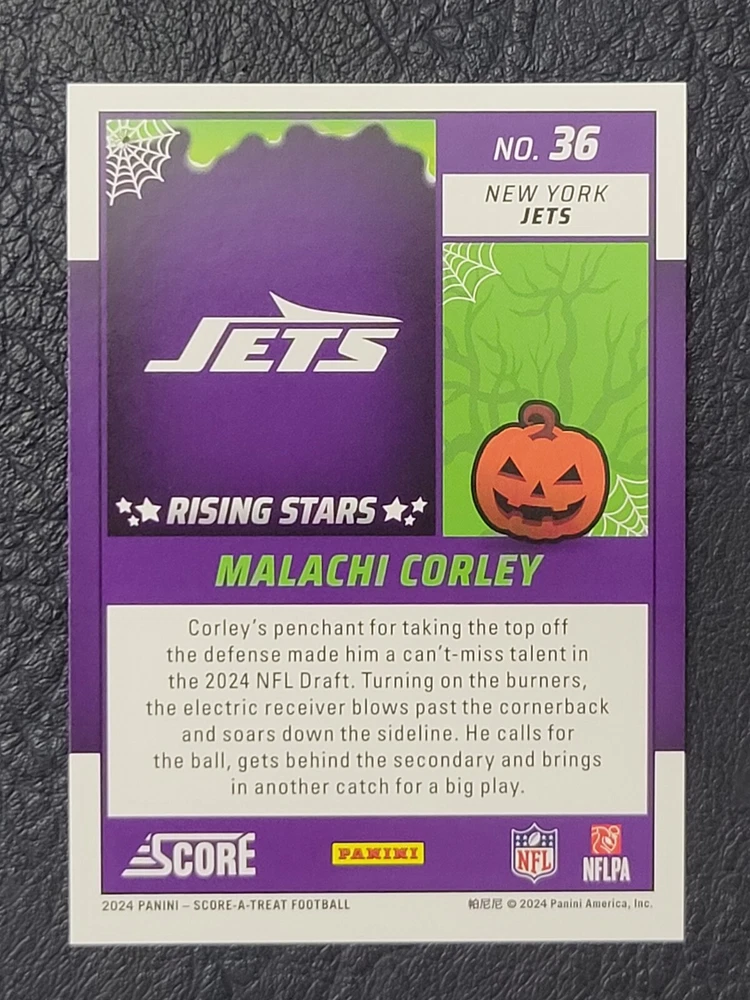 NO. 36
NEW YORK
JETS
JETS
RISING STARS
MALACHI CORLEY
Corley's penchant for taking the top off
the defense made him a can't-miss talent in
the 2024 NFL Draft. Turning on the burners,
the electric receiver blows past the cornerback
and soars down the sideline. He calls for
the ball, gets behind the secondary and brings
in another catch for a big play.
SCORE
PANINI
NFL
NFLPA
2024 PANINI – SCORE-A-TREAT FOOTBALL
帕尼尼 © 2024 Panini America, Inc.